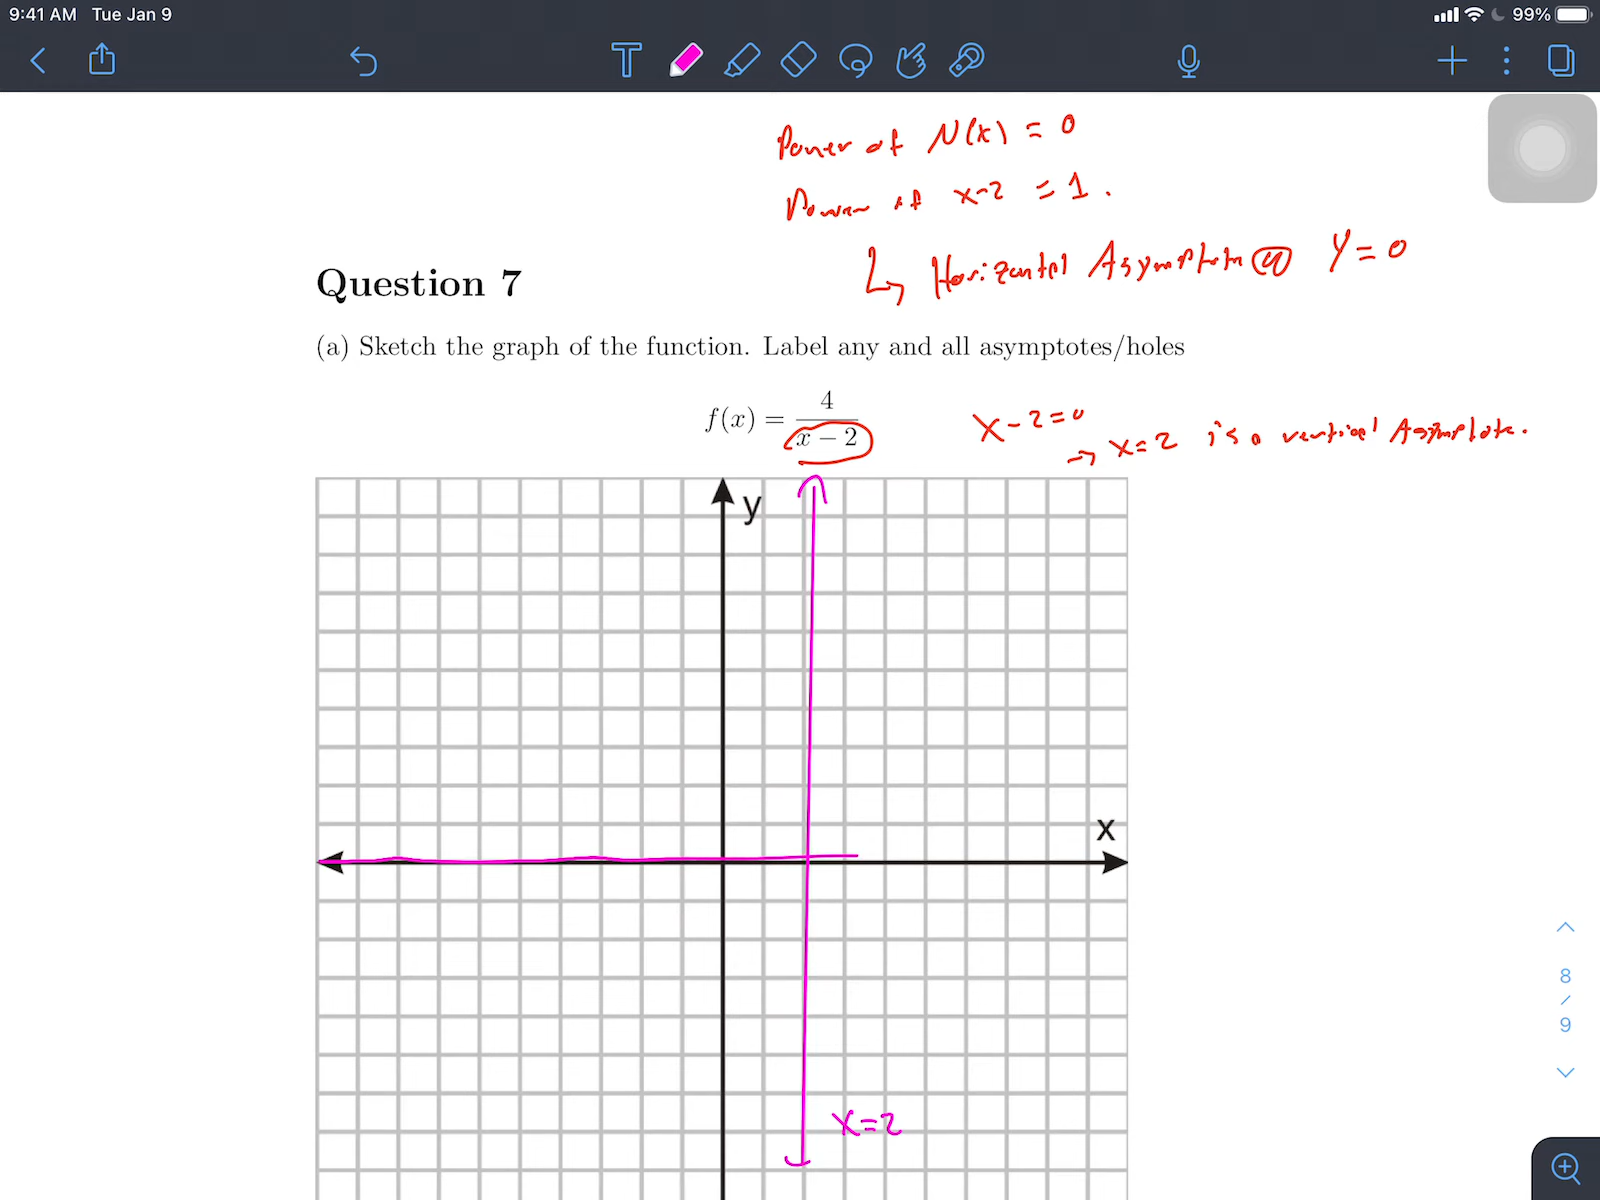 9:41 AM Tue Jan 9
99%
Power of N(x) = 0
Power of x-2 = 1.
↳ Horizontal Asymptote @ y = 0
Question 7
(a) Sketch the graph of the function. Label any and all asymptotes/holes
f(x) = 4/(x − 2)
x-2=0
→ x=2 is a vertical Asymptote.
y
x
x=2
8
/
9